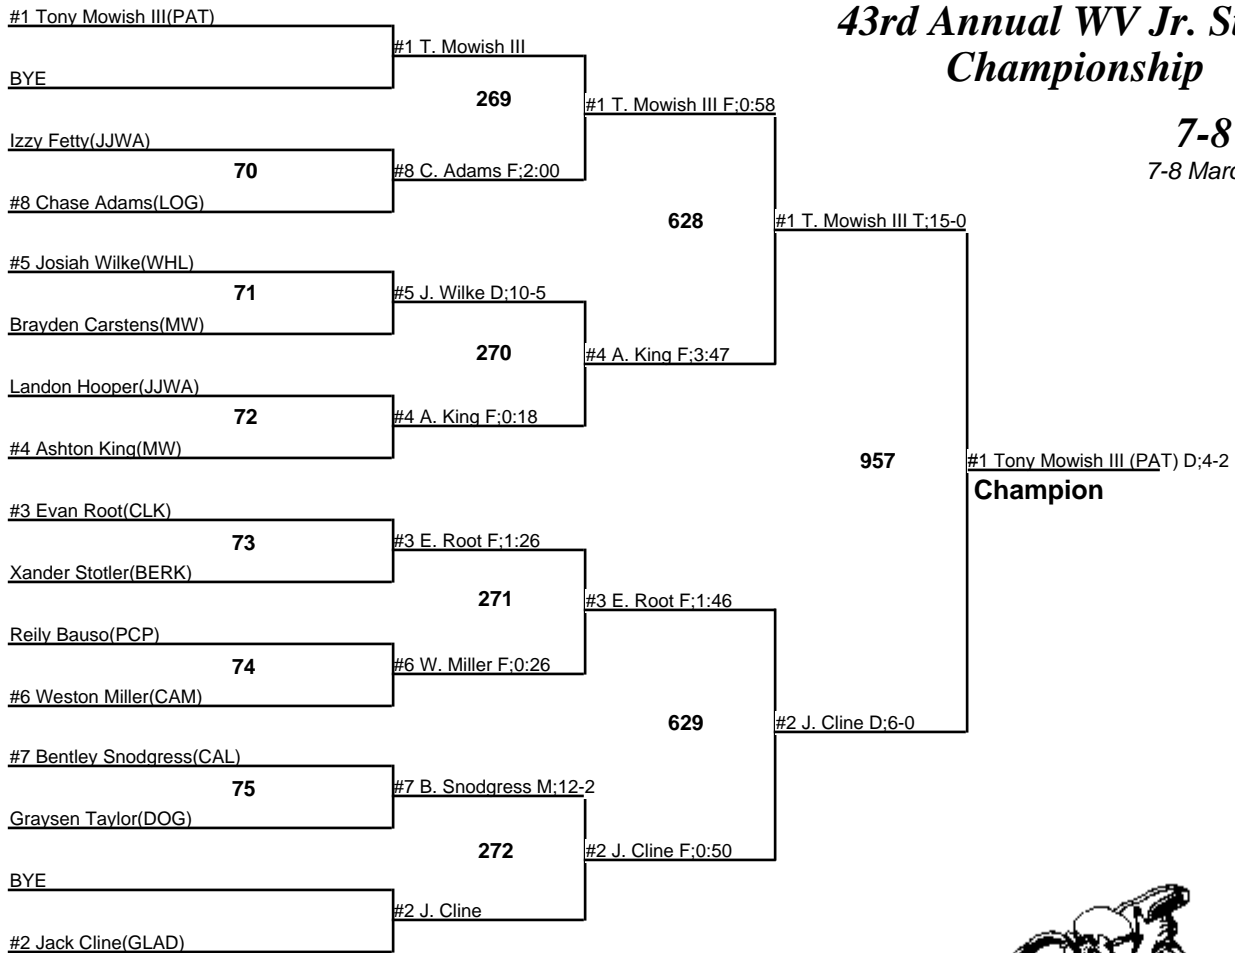 #1 Tony Mowish III(PAT)
43rd Annual WV Jr.
Championship
#1 T. Mowish III
BYE
269
#1 T. Mowish III F;0:58
7-8
7-8
Izzy Fetty(JJWA)
70
#8 C. Adams F;2:00
#8 Chase Adams(LOG)
628
#1 T. Mowish III T;15-0
#5 Josiah Wilke(WHL)
71
#5 J. Wilke D;10-5
Brayden Carstens(MW)
270
#4 A. King F;3:47
Landon Hooper(JJWA)
72
#4 A. King F;0:18
#4 Ashton King(MW)
957
#1 Tony Mowish III (PAT) D;4-2
Champion
#3 Evan Root(CLK)
73
#3 E. Root F;1:26
Xander Stotler(BERK)
271
#3 E. Root F;1:46
Reily Bauso(PCP)
74
#6 W. Miller F;0:26
#6 Weston Miller(CAM)
629
#2 J. Cline D;6-0
#7 Bentley Snodgress(CAL)
75
#7 B. Snodgress M;12-2
Graysen Taylor(DOG)
272
#2 J. Cline F;0:50
BYE
#2 J. Cline
#2 Jack Cline(GLAD)